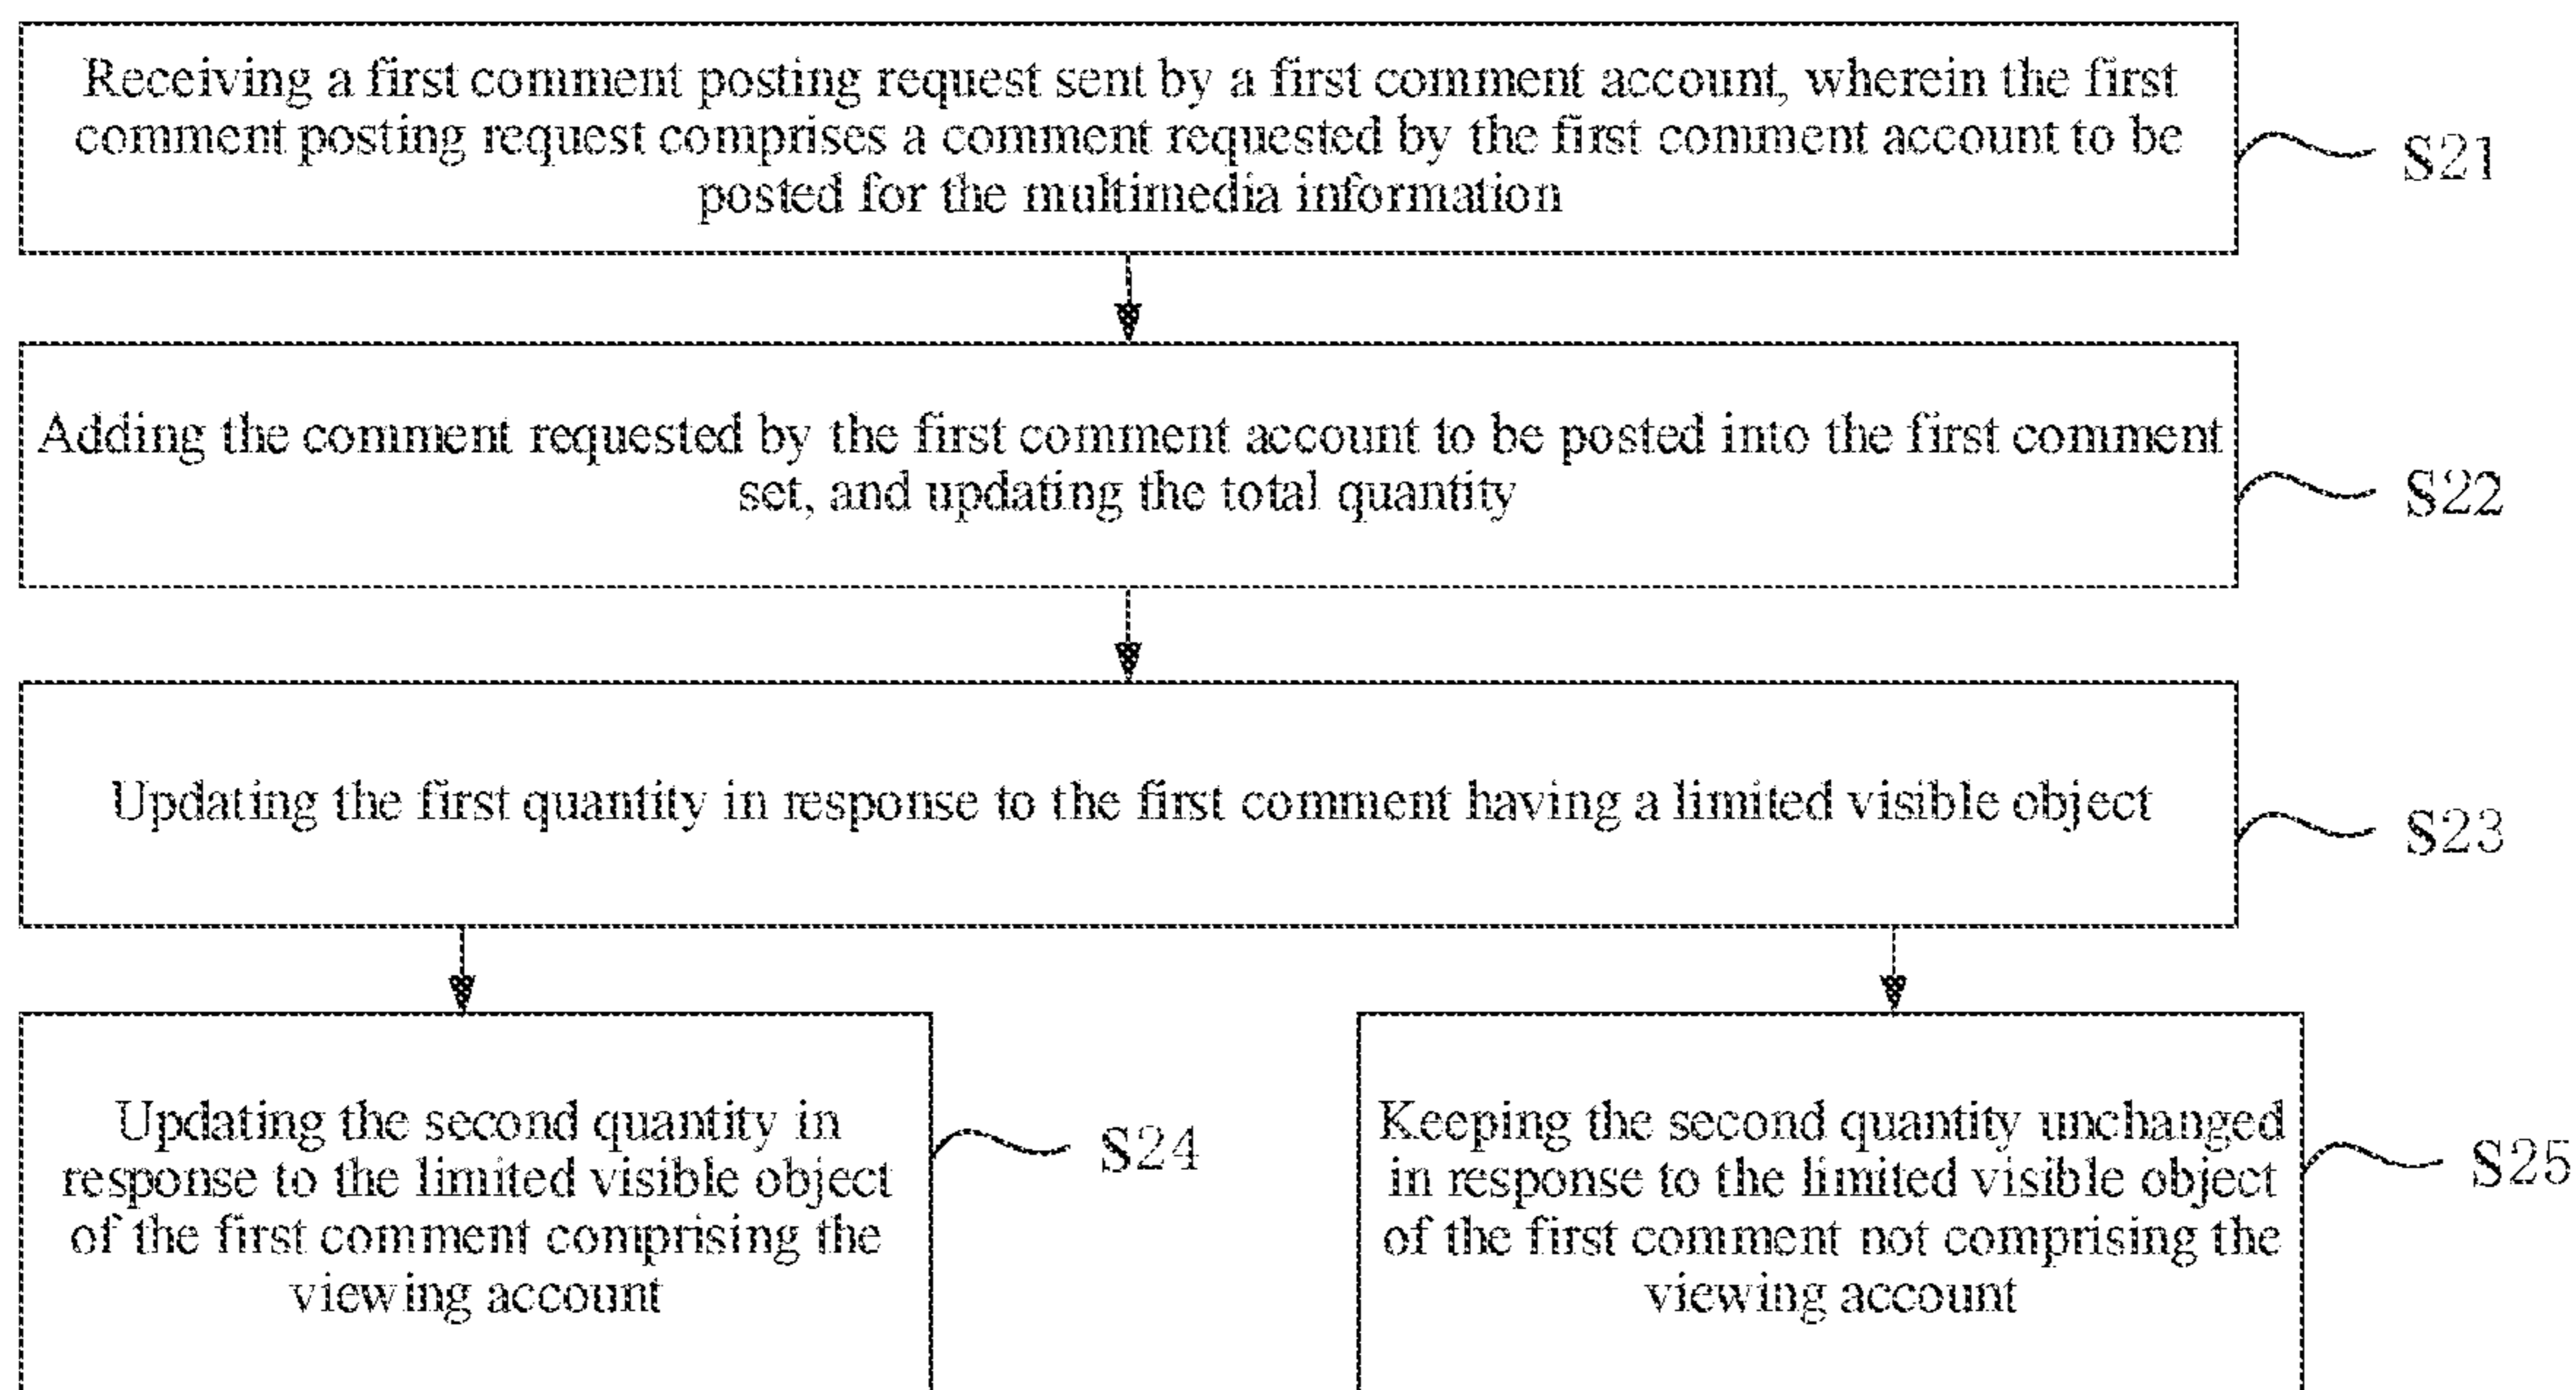 Receiving a first comment posting request sent by a first comment account, wherein the first
comment posting request comprises a comment requested by the first comment account to be
posted for the multimedia information
S21
Adding the comment requested by the first comment account to be posted into the first comment
set, and updating the total quantity
S22
Updating the first quantity in response to the first comment having a limited visible object
S23
Updating the second quantity in
response to the limited visible object
of the first comment comprising the
viewing account
S24
Keeping the second quantity unchanged
in response to the limited visible object
of the first comment not comprising the
viewing account
S25